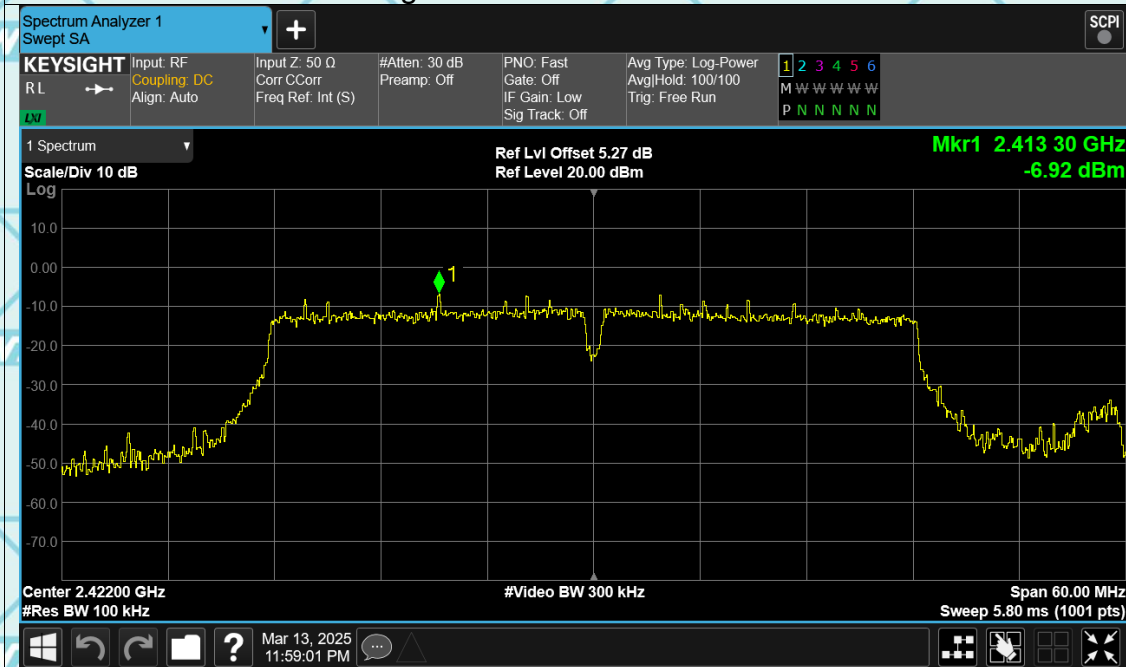 Spectrum Analyzer 1
Swept SA
+
SCPI
KEYSIGHT
R L
LXI
Input: RF
Coupling: DC
Align: Auto
Input Z: 50 Ω
Corr CCorr
Freq Ref: Int (S)
#Atten: 30 dB
Preamp: Off
PNO: Fast
Gate: Off
IF Gain: Low
Sig Track: Off
Avg Type: Log-Power
Avg|Hold: 100/100
Trig: Free Run
1 2 3 4 5 6
M W W W W W W
P N N N N N N
1 Spectrum
Scale/Div 10 dB
Log
Ref Lvl Offset 5.27 dB
Ref Level 20.00 dBm
Mkr1 2.413 30 GHz
-6.92 dBm
10.0
0.00
1
-10.0
-20.0
-30.0
-40.0
-50.0
-60.0
-70.0
Center 2.42200 GHz
#Video BW 300 kHz
Span 60.00 MHz
#Res BW 100 kHz
Sweep 5.80 ms (1001 pts)
?
Mar 13, 2025
11:59:01 PM